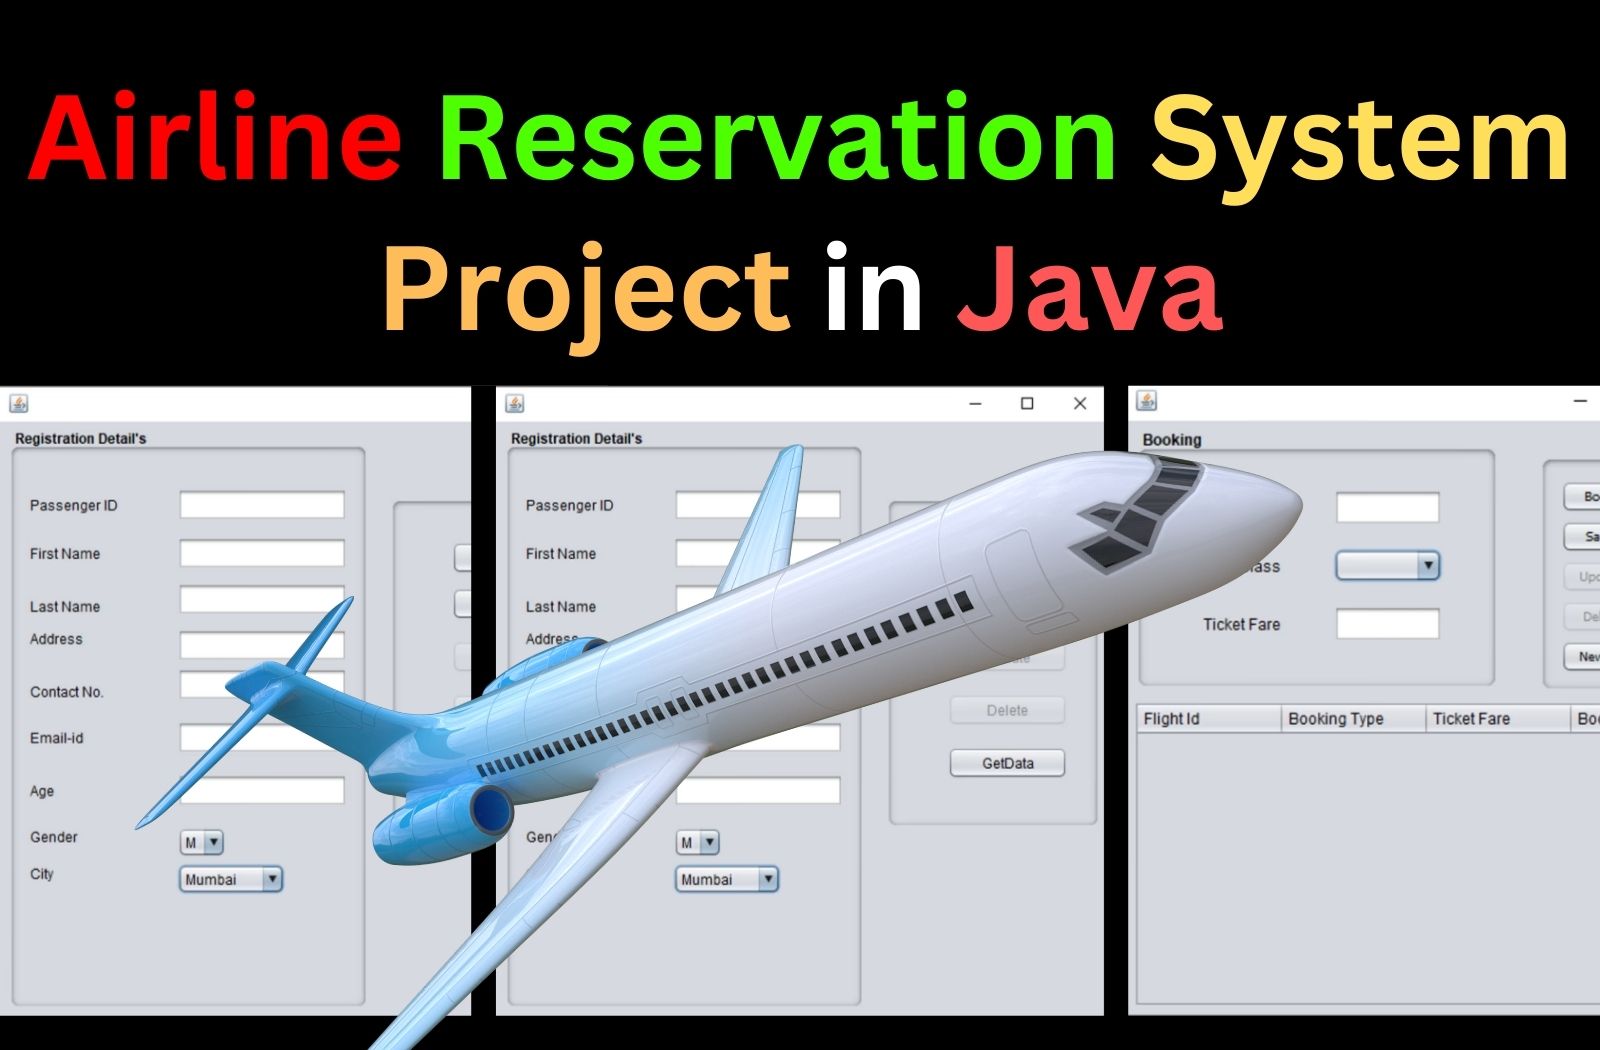 Airline Reservation System
Project in Java
Registration Detail's
Passenger ID
First Name
Last Name
Address
Contact No.
Email-id
Age
Gender
M
City
Mumbai
Registration Detail's
Passenger ID
First Name
Last Name
Address
M
Mumbai
Delete
GetData
Booking
Ticket Fare
Flight Id
Booking Type
Ticket Fare
New